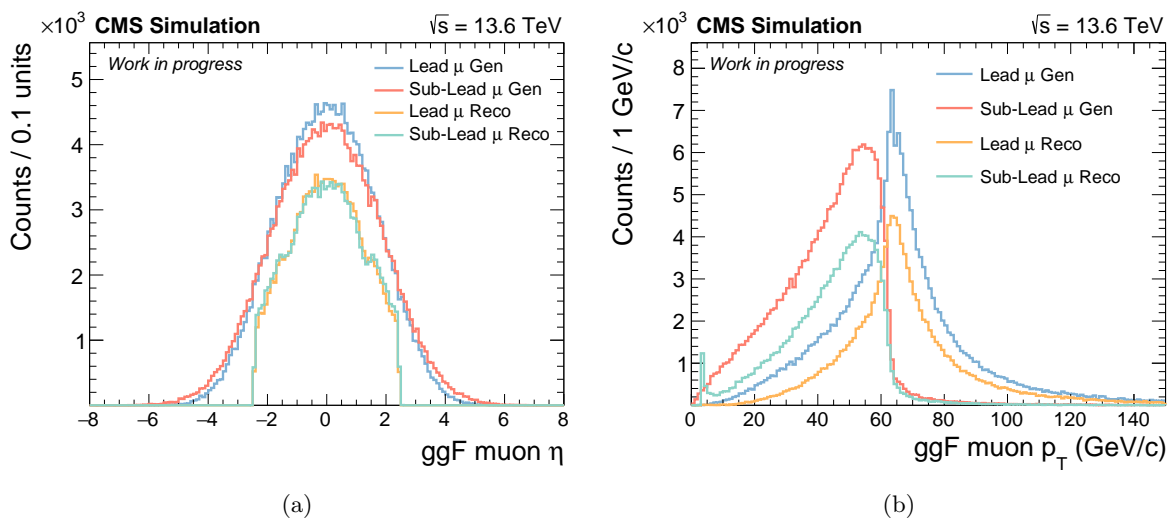 ×10³ CMS Simulation √s = 13.6 TeV
Work in progress
Lead μ Gen
Sub-Lead μ Gen
Lead μ Reco
Sub-Lead μ Reco
Counts / 0.1 units
5
4
3
2
1
−8 −6 −4 −2 0 2 4 6 8
ggF muon η
(a)
×10³ CMS Simulation √s = 13.6 TeV
Work in progress
Lead μ Gen
Sub-Lead μ Gen
Lead μ Reco
Sub-Lead μ Reco
Counts / 1 GeV/c
8
7
6
5
4
3
2
1
0 20 40 60 80 100 120 140
ggF muon p_T (GeV/c)
(b)